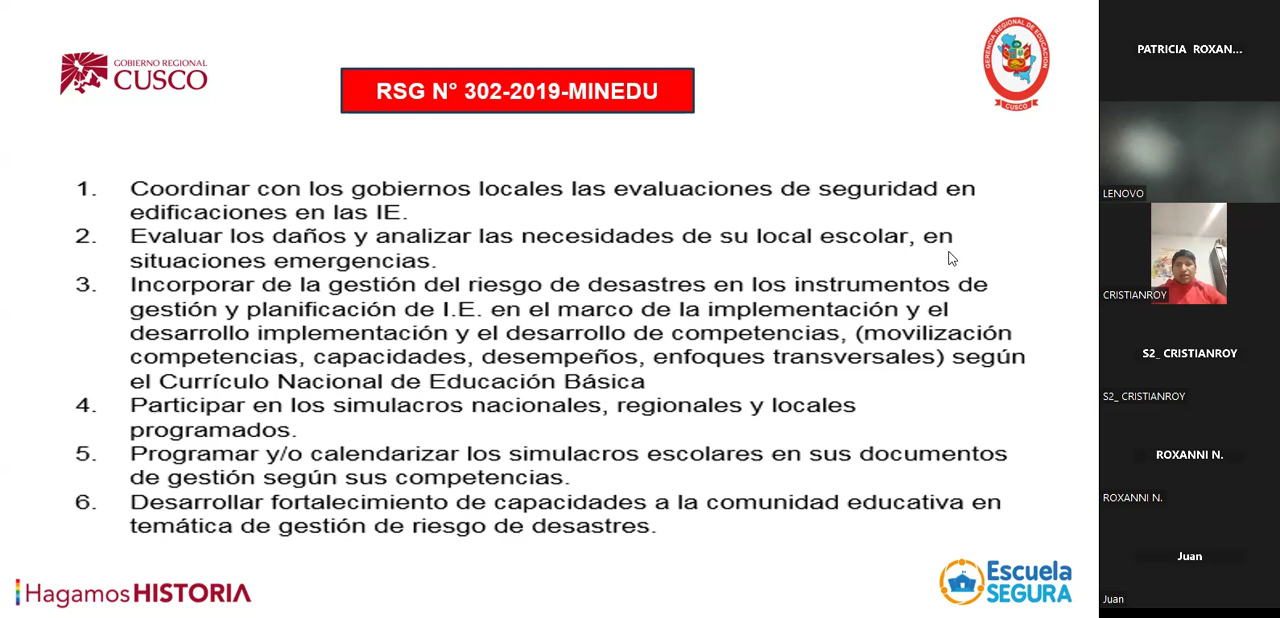 GOBIERNO REGIONAL
CUSCO
RSG N° 302-2019-MINEDU
GERENCIA REGIONAL DE EDUCACIÓN
CUSCO
1. Coordinar con los gobiernos locales las evaluaciones de seguridad en
edificaciones en las IE.
2. Evaluar los daños y analizar las necesidades de su local escolar, en
situaciones emergencias.
3. Incorporar de la gestión del riesgo de desastres en los instrumentos de
gestión y planificación de I.E. en el marco de la implementación y el
desarrollo implementación y el desarrollo de competencias, (movilización
competencias, capacidades, desempeños, enfoques transversales) según
el Currículo Nacional de Educación Básica
4. Participar en los simulacros nacionales, regionales y locales
programados.
5. Programar y/o calendarizar los simulacros escolares en sus documentos
de gestión según sus competencias.
6. Desarrollar fortalecimiento de capacidades a la comunidad educativa en
temática de gestión de riesgo de desastres.
HagamosHISTORIA
Escuela
SEGURA
PATRICIA ROXAN...
LENOVO
CRISTIANROY
S2_ CRISTIANROY
S2_ CRISTIANROY
ROXANNI N.
ROXANNI N.
Juan
Juan